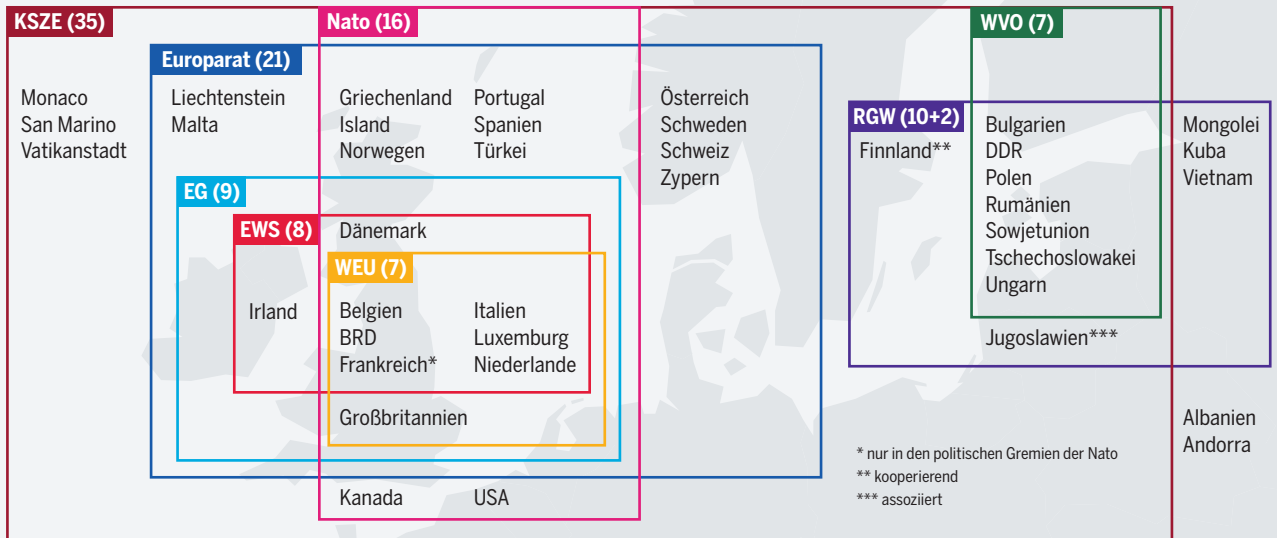 KSZE (35)
Nato (16)
WVO (7)
Europarat (21)
Monaco
San Marino
Vatikanstadt
Liechtenstein
Malta
Griechenland
Island
Norwegen
Portugal
Spanien
Türkei
Österreich
Schweden
Schweiz
Zypern
RGW (10+2)
Finnland**
Bulgarien
DDR
Polen
Rumänien
Sowjetunion
Tschechoslowakei
Ungarn
Jugoslawien***
Mongolei
Kuba
Vietnam
EG (9)
EWS (8)
Dänemark
WEU (7)
Irland
Belgien
BRD
Frankreich*
Italien
Luxemburg
Niederlande
Großbritannien
Kanada
USA
Albanien
Andorra
* nur in den politischen Gremien der Nato
** kooperierend
*** assoziiert